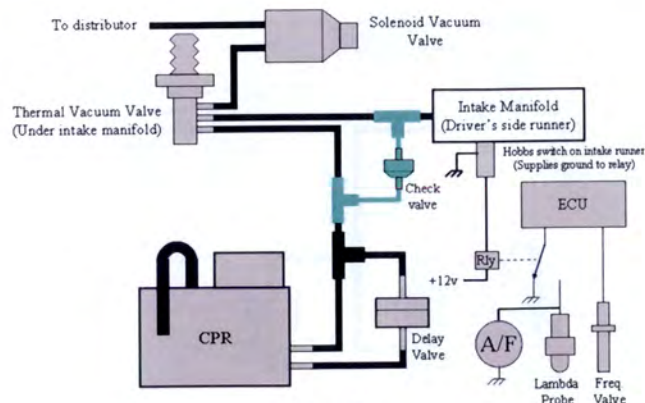 To distributor
Solenoid Vacuum
Valve
Thermal Vacuum Valve
(Under intake manifold)
Intake Manifold
(Driver's side runner)
Hobbs switch on intake runner
(Supplies ground to relay)
Check
valve
ECU
Rly
+12v
CPR
Delay
Valve
A/F
Lambda
Probe
Freq.
Valve